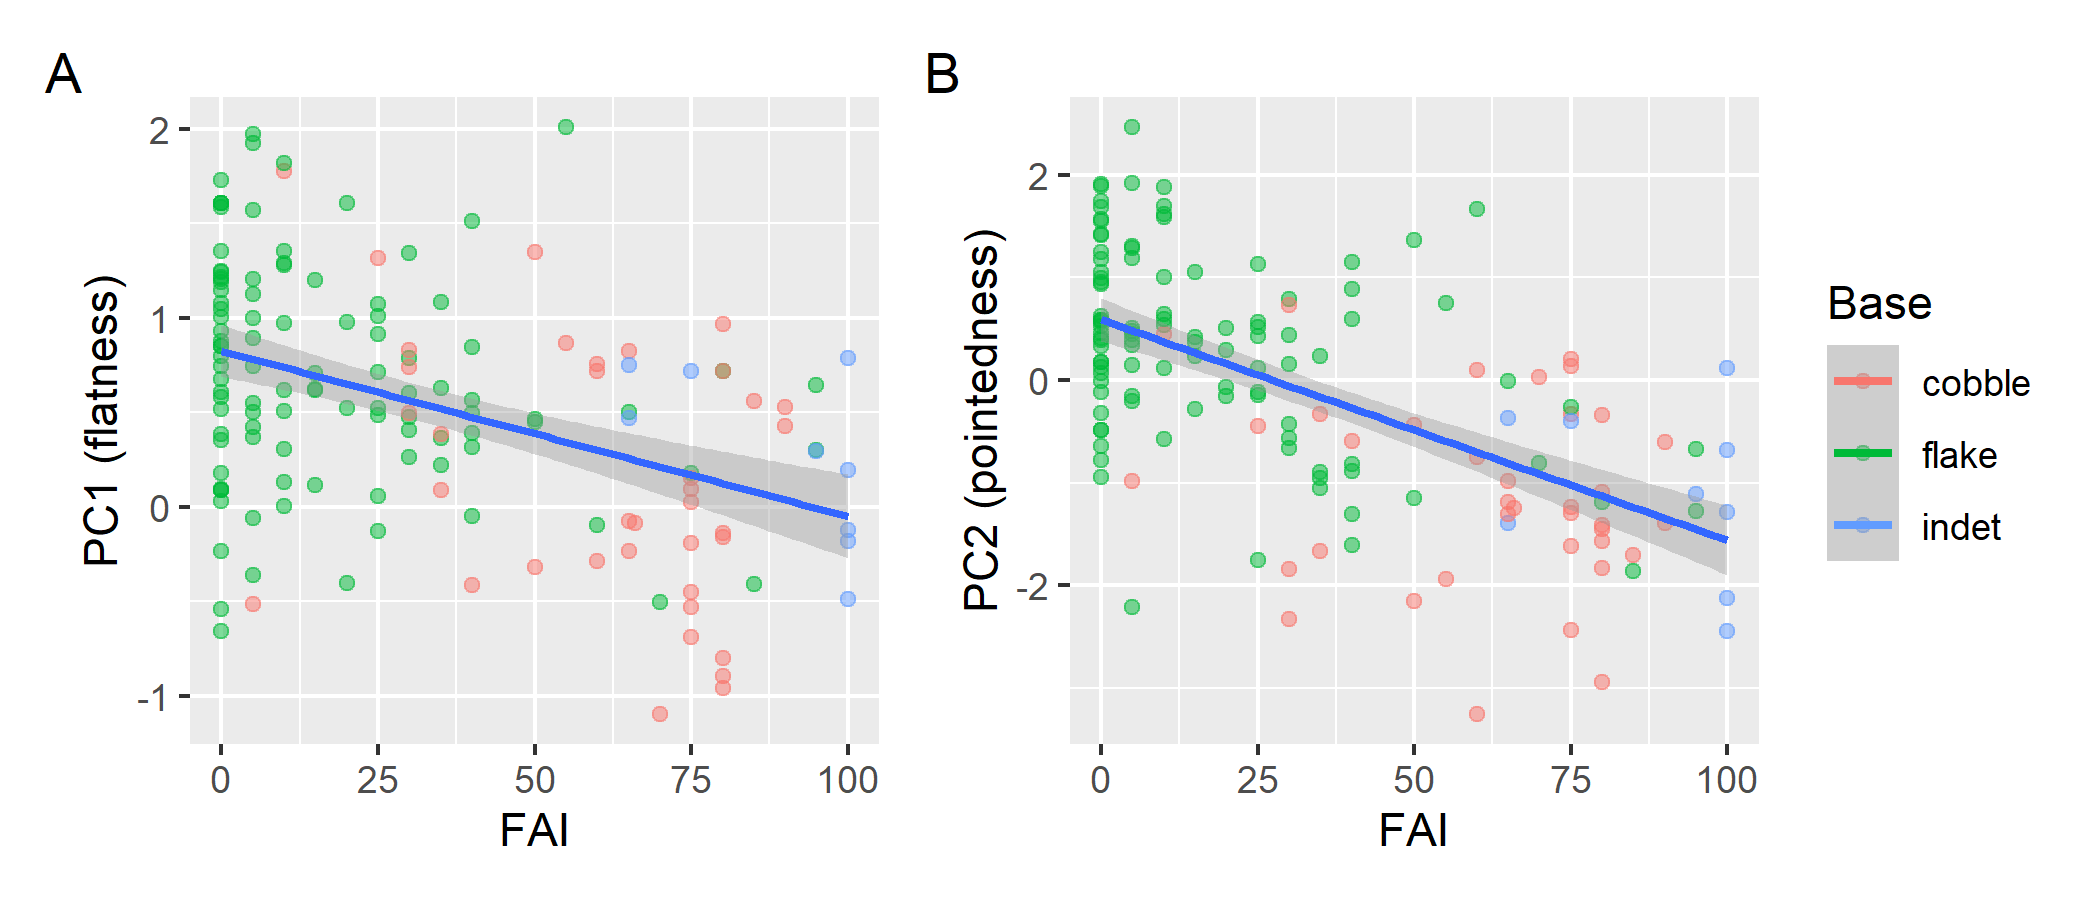 A
B
PC1 (flatness)
2
1
0
-1
0 25 50 75 100
FAI
PC2 (pointedness)
2
0
-2
0 25 50 75 100
FAI
Base
cobble
flake
indet